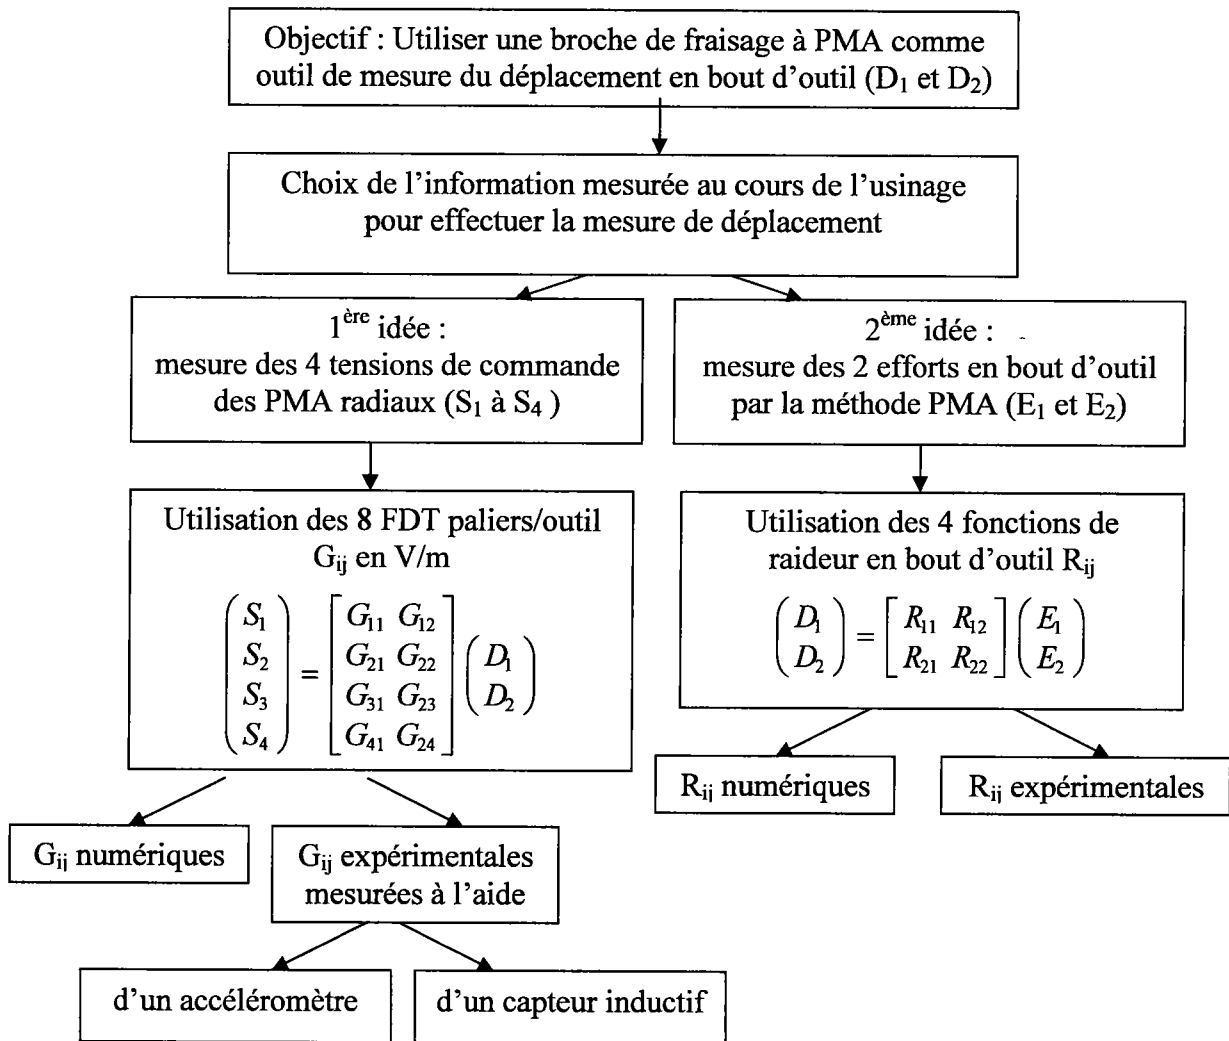 Objectif : Utiliser une broche de fraisage à PMA comme
outil de mesure du déplacement en bout d'outil (D₁ et D₂)
Choix de l'information mesurée au cours de l'usinage
pour effectuer la mesure de déplacement
1ère idée :
mesure des 4 tensions de commande
des PMA radiaux (S₁ à S₄ )
2ème idée :
mesure des 2 efforts en bout d'outil
par la méthode PMA (E₁ et E₂)
Utilisation des 8 FDT paliers/outil
Gᵢⱼ en V/m
(S₁ S₂ S₃ S₄) = [G₁₁ G₁₂ G₂₁ G₂₂ G₃₁ G₂₃ G₄₁ G₂₄] (D₁ D₂)
Utilisation des 4 fonctions de
raideur en bout d'outil Rᵢⱼ
(D₁ D₂) = [R₁₁ R₁₂ R₂₁ R₂₂] (E₁ E₂)
Rᵢⱼ numériques
Rᵢⱼ expérimentales
Gᵢⱼ numériques
Gᵢⱼ expérimentales
mesurées à l'aide
d'un accéléromètre
d'un capteur inductif